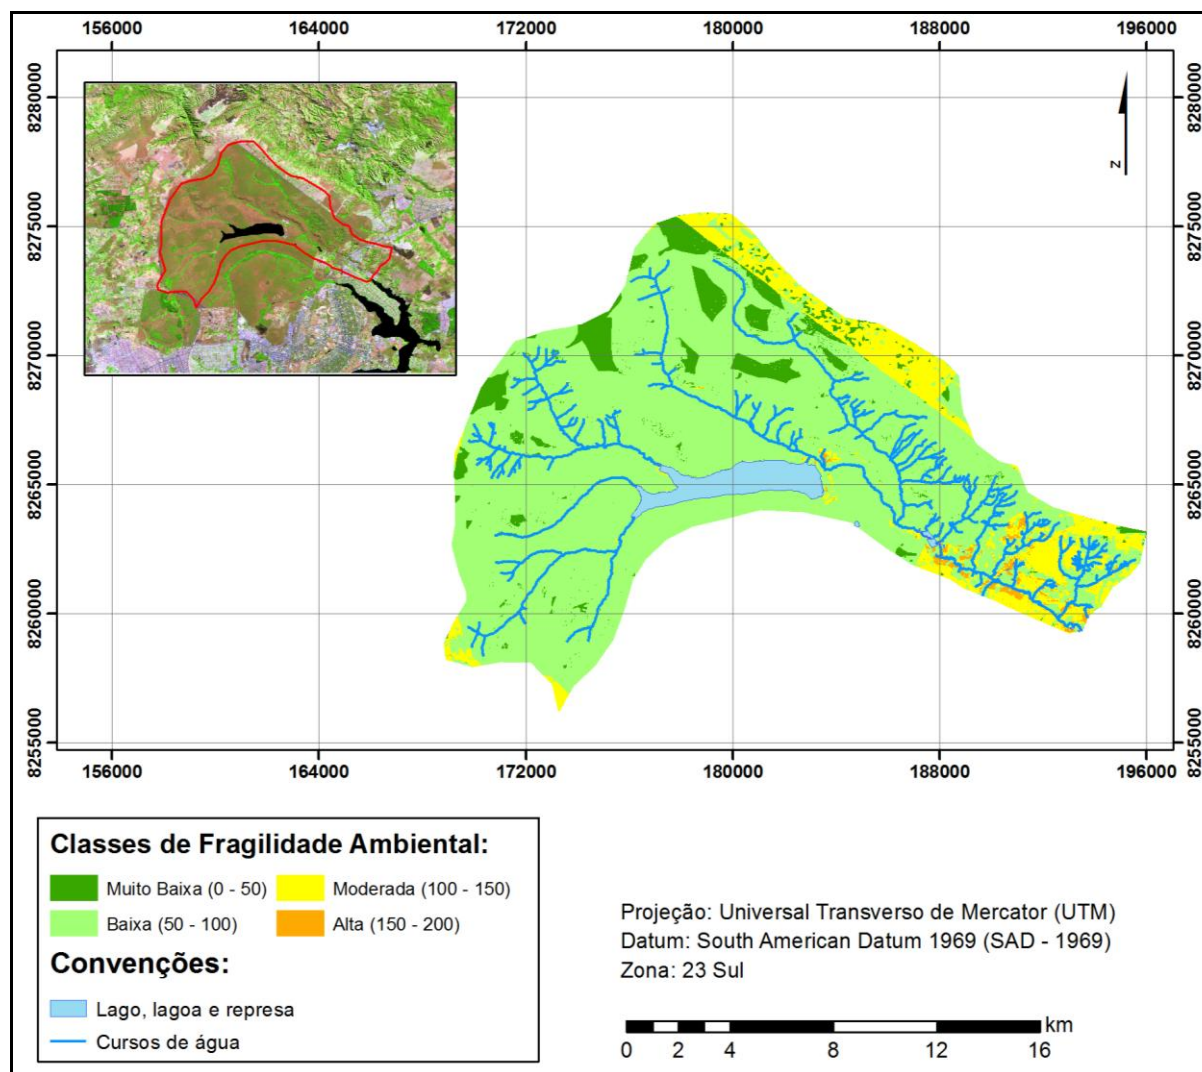 156000 164000 172000 180000 188000 196000
8280000 8280000
8275000 8275000
8270000 8270000
8265000 8265000
8260000 8260000
8255000 8255000
z
156000 164000 172000 180000 188000 196000
Classes de Fragilidade Ambiental:
Muito Baixa (0 - 50) Moderada (100 - 150)
Baixa (50 - 100) Alta (150 - 200)
Convenções:
Lago, lagoa e represa
Cursos de água
Projeção: Universal Transverso de Mercator (UTM)
Datum: South American Datum 1969 (SAD - 1969)
Zona: 23 Sul
km
0 2 4 8 12 16